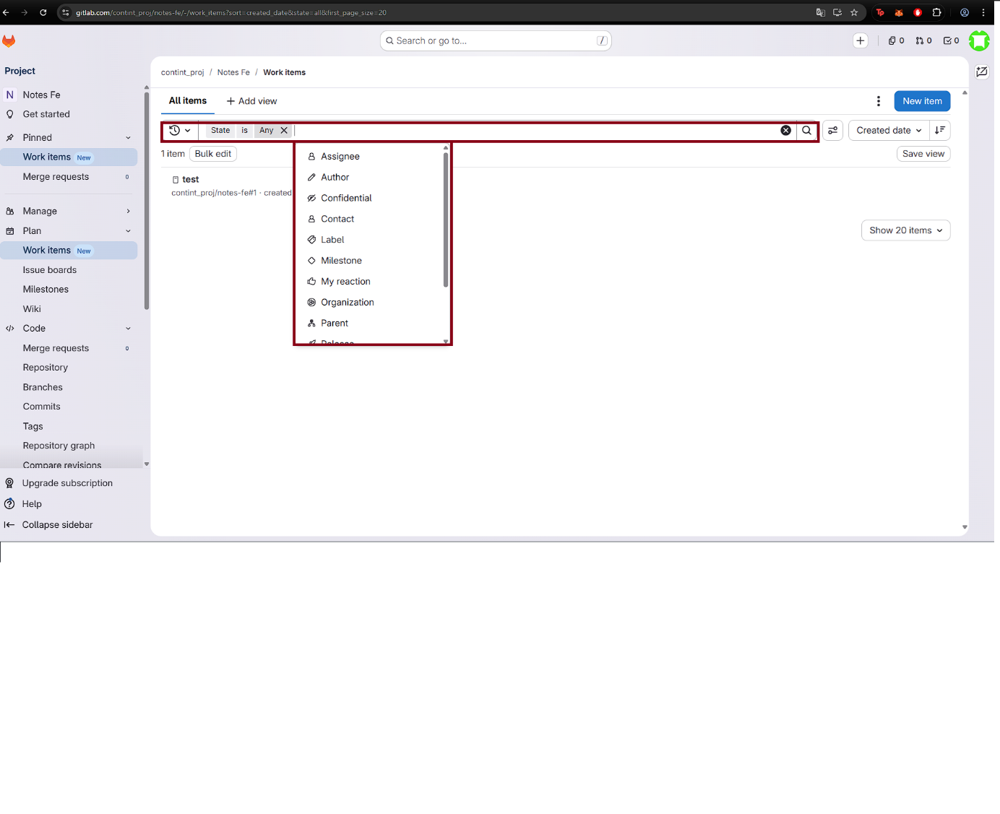 gitlab.com/contint_proj/notes-fe/-/work_items?sort=created_date&state=all&first_page_size=20
Tp
Search or go to...
/
0
0
0
Project
N Notes Fe
Get started
Pinned
Work items New
Merge requests 0
Manage
Plan
Work items New
Issue boards
Milestones
Wiki
Code
Merge requests 0
Repository
Branches
Commits
Tags
Repository graph
Compare revisions
Upgrade subscription
Help
Collapse sidebar
contint_proj / Notes Fe / Work items
All items
Add view
New item
State is Any
Created date
1 item
Bulk edit
Save view
test
contint_proj/notes-fe#1 · created
Show 20 items
Assignee
Author
Confidential
Contact
Label
Milestone
My reaction
Organization
Parent
Release